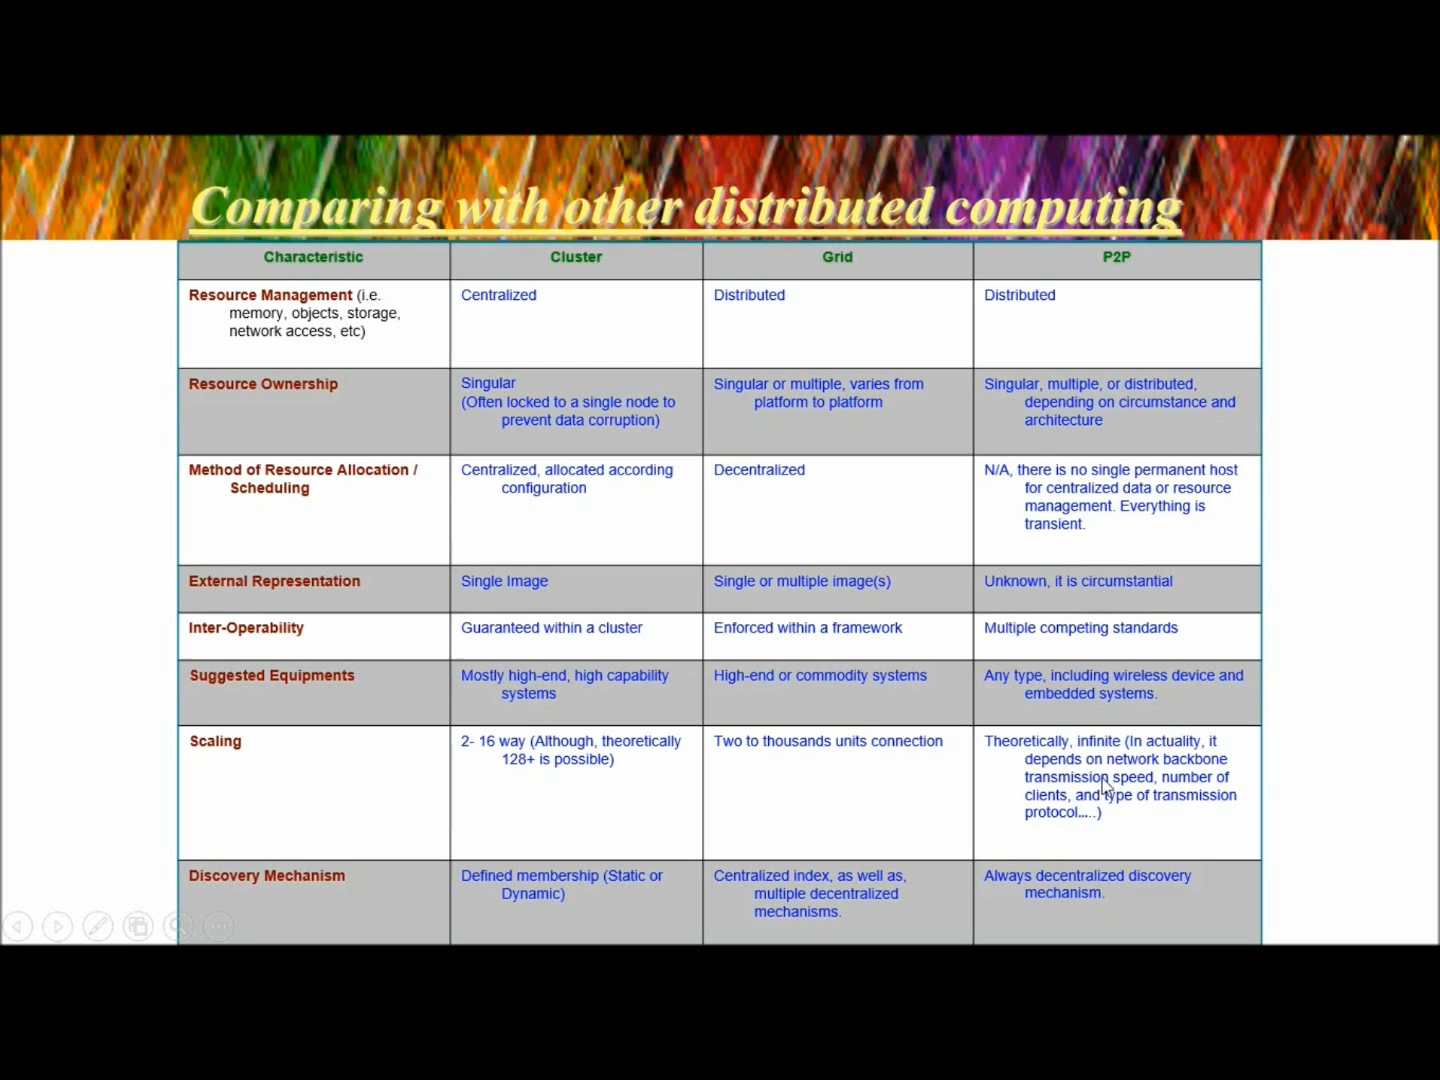 Comparing with other distributed computing
Characteristic Cluster Grid P2P
Resource Management (i.e.
memory, objects, storage,
network access, etc)
Centralized
Distributed
Distributed
Resource Ownership
Singular
(Often locked to a single node to
prevent data corruption)
Singular or multiple, varies from
platform to platform
Singular, multiple, or distributed,
depending on circumstance and
architecture
Method of Resource Allocation /
Scheduling
Centralized, allocated according
configuration
Decentralized
N/A, there is no single permanent host
for centralized data or resource
management. Everything is
transient.
External Representation
Single Image
Single or multiple image(s)
Unknown, it is circumstantial
Inter-Operability
Guaranteed within a cluster
Enforced within a framework
Multiple competing standards
Suggested Equipments
Mostly high-end, high capability
systems
High-end or commodity systems
Any type, including wireless device and
embedded systems.
Scaling
2- 16 way (Although, theoretically
128+ is possible)
Two to thousands units connection
Theoretically, infinite (In actuality, it
depends on network backbone
transmission speed, number of
clients, and type of transmission
protocol.....)
Discovery Mechanism
Defined membership (Static or
Dynamic)
Centralized index, as well as,
multiple decentralized
mechanisms.
Always decentralized discovery
mechanism.